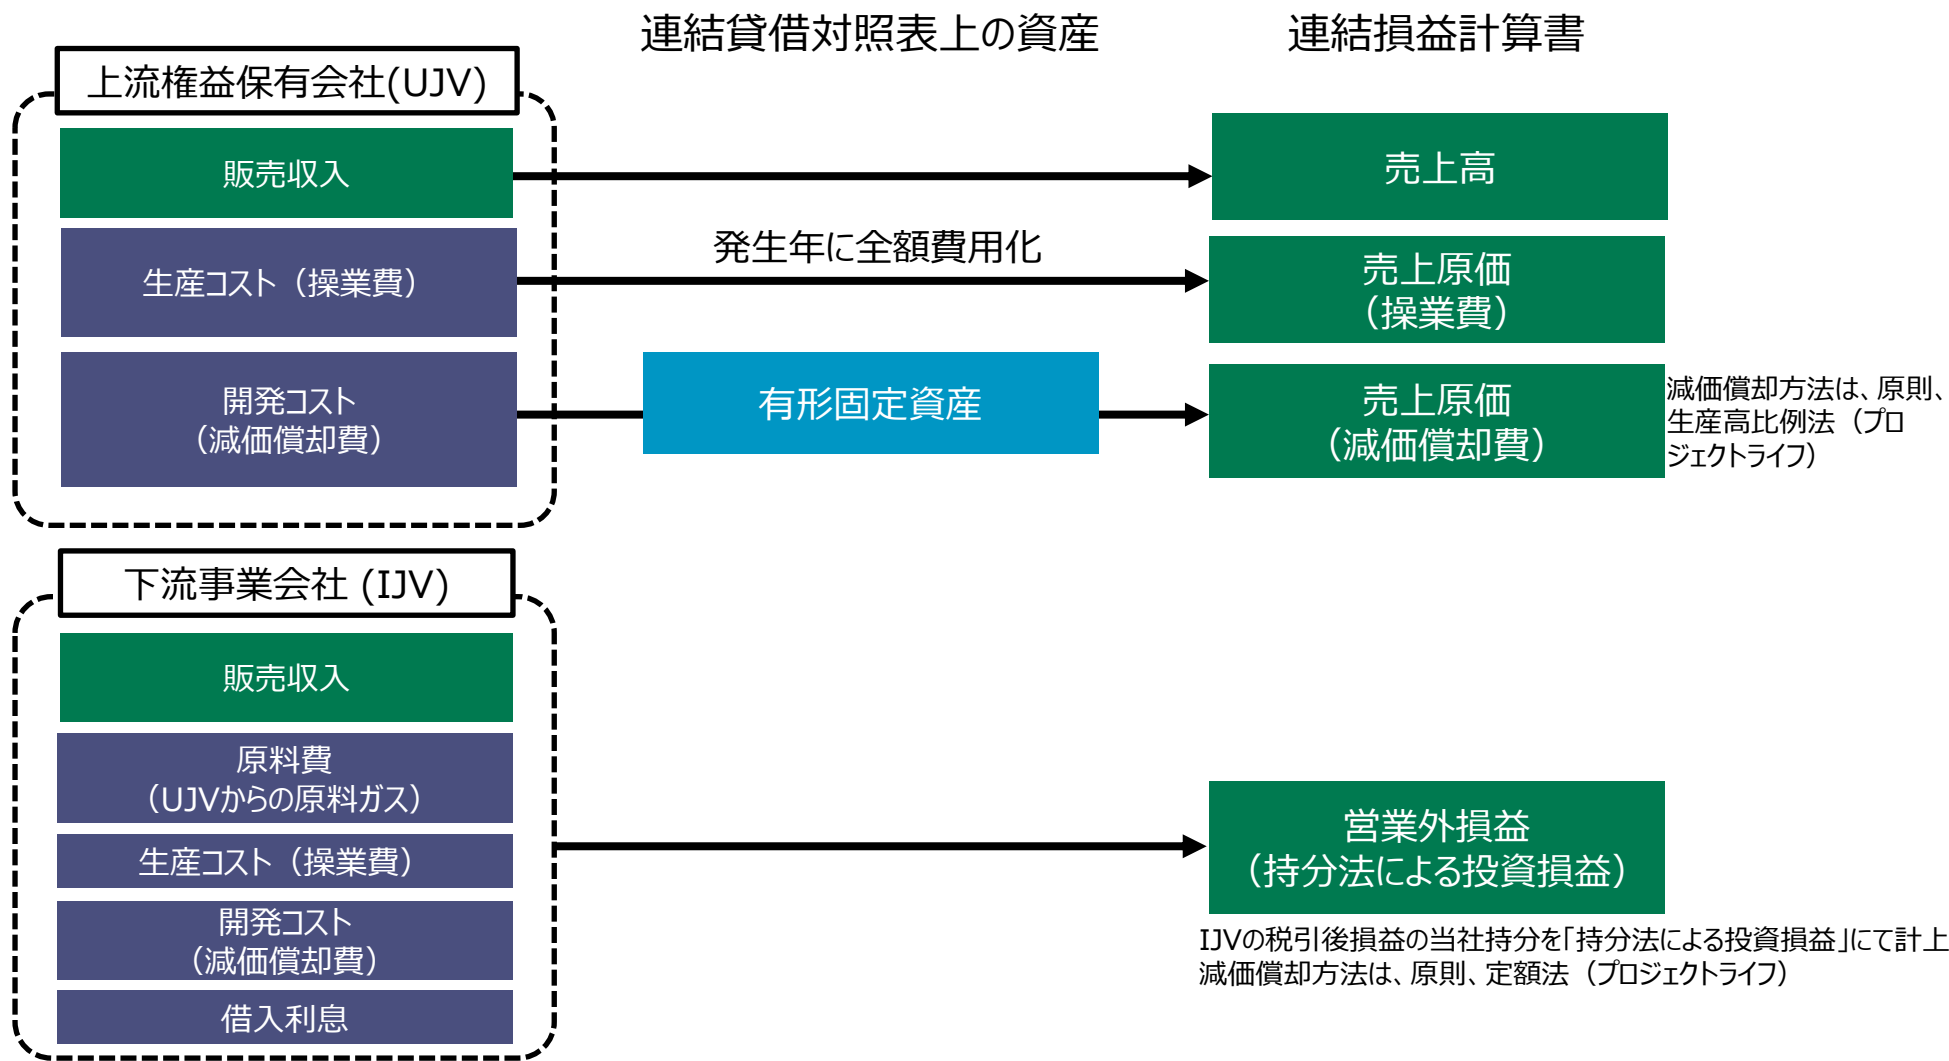 連結貸借対照表上の資産
連結損益計算書
上流権益保有会社(UJV)
販売収入
売上高
生産コスト（操業費）
発生年に全額費用化
売上原価
（操業費）
開発コスト
（減価償却費）
有形固定資産
売上原価
（減価償却費）
減価償却方法は、原則、
生産高比例法（プロ
ジェクトライフ）
下流事業会社 (IJV)
販売収入
原料費
（UJVからの原料ガス）
生産コスト（操業費）
開発コスト
（減価償却費）
借入利息
営業外損益
（持分法による投資損益）
IJVの税引後損益の当社持分を「持分法による投資損益」にて計上
減価償却方法は、原則、定額法（プロジェクトライフ）